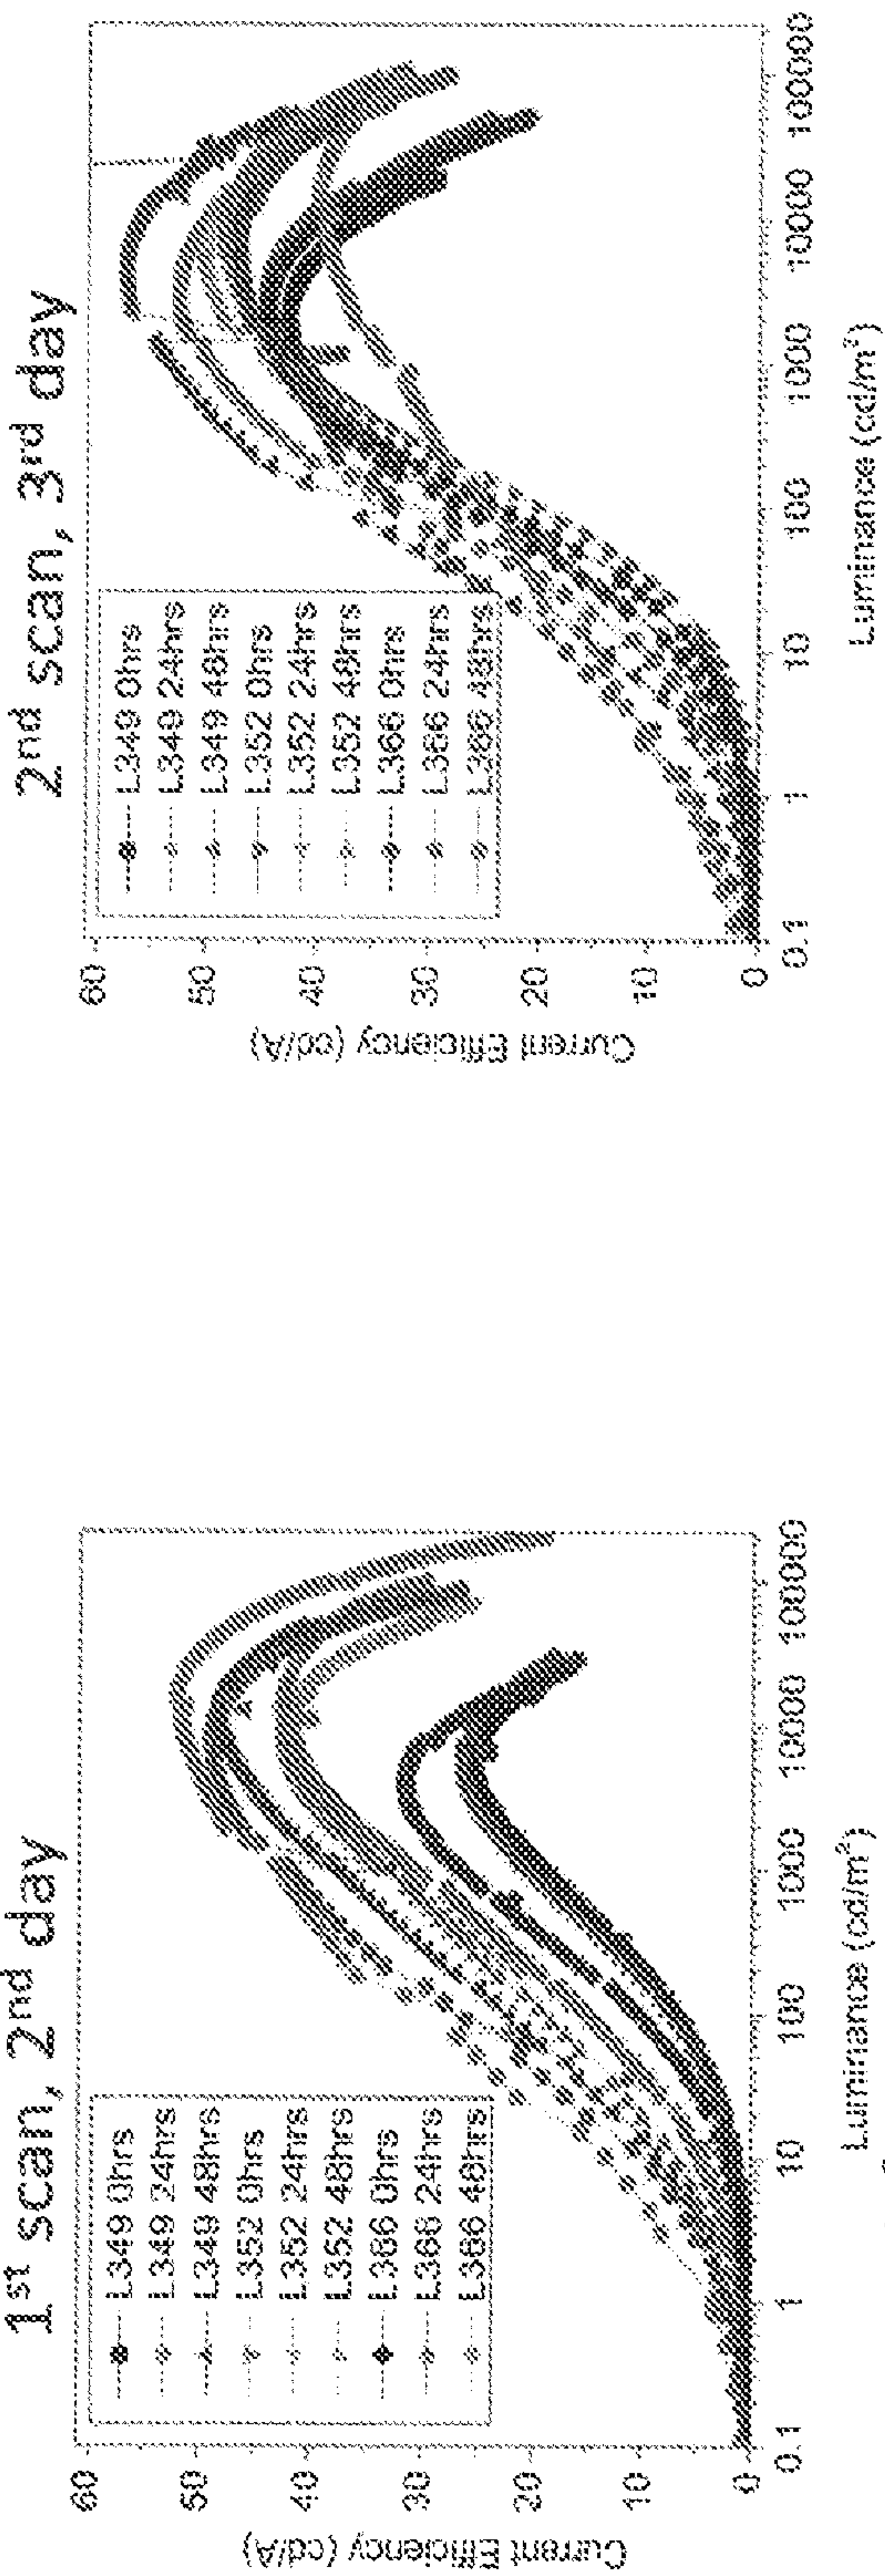 1st scan, 2nd day
Current Efficiency (cd/A)
60
50
40
30
20
10
0
L349 0hrs
L349 24hrs
L349 48hrs
L352 0hrs
L352 24hrs
L352 48hrs
L366 0hrs
L366 24hrs
L366 48hrs
0.1
1
10
100
1000
10000
100000
Luminance (cd/m²)
2nd scan, 3rd day
Current Efficiency (cd/A)
60
50
40
30
20
10
0
L349 0hrs
L349 24hrs
L349 48hrs
L352 0hrs
L352 24hrs
L352 48hrs
L366 0hrs
L366 24hrs
L366 48hrs
0.1
1
10
100
1000
10000
100000
Luminance (cd/m²)